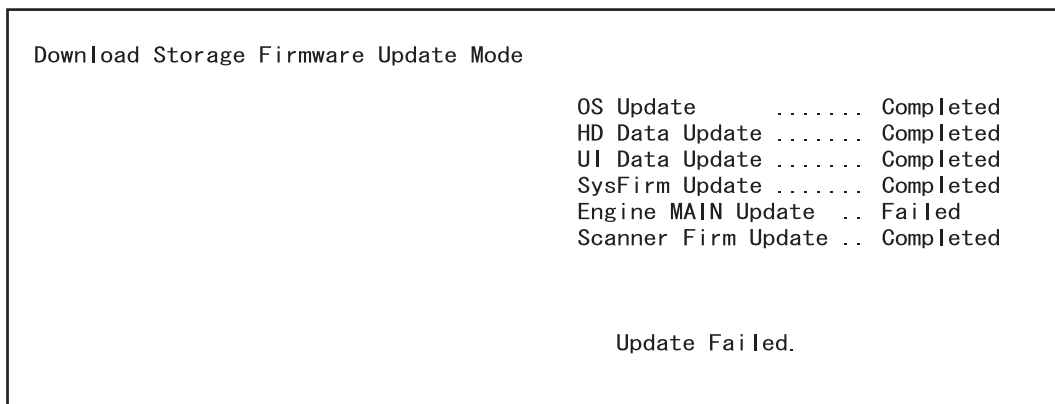 Download Storage Firmware Update Mode
OS Update ....... Completed
HD Data Update ....... Completed
UI Data Update ....... Completed
SysFirm Update ....... Completed
Engine MAIN Update .. Failed
Scanner Firm Update .. Completed
Update Failed.